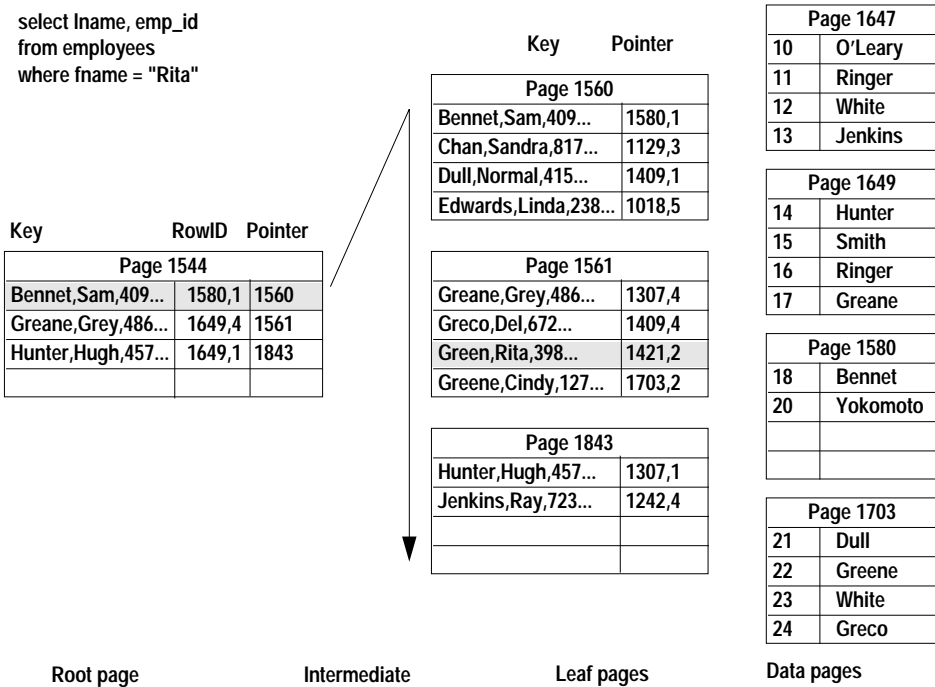 select lname, emp_id
from employees
where fname = "Rita"
Key RowID Pointer
Page 1544
Bennet,Sam,409... 1580,1 1560
Greane,Grey,486... 1649,4 1561
Hunter,Hugh,457... 1649,1 1843
Key Pointer
Page 1560
Bennet,Sam,409... 1580,1
Chan,Sandra,817... 1129,3
Dull,Normal,415... 1409,1
Edwards,Linda,238... 1018,5
Page 1561
Greane,Grey,486... 1307,4
Greco,Del,672... 1409,4
Green,Rita,398... 1421,2
Greene,Cindy,127... 1703,2
Page 1843
Hunter,Hugh,457... 1307,1
Jenkins,Ray,723... 1242,4
Page 1647
10 O’Leary
11 Ringer
12 White
13 Jenkins
Page 1649
14 Hunter
15 Smith
16 Ringer
17 Greane
Page 1580
18 Bennet
20 Yokomoto
Page 1703
21 Dull
22 Greene
23 White
24 Greco
Root page Intermediate Leaf pages Data pages